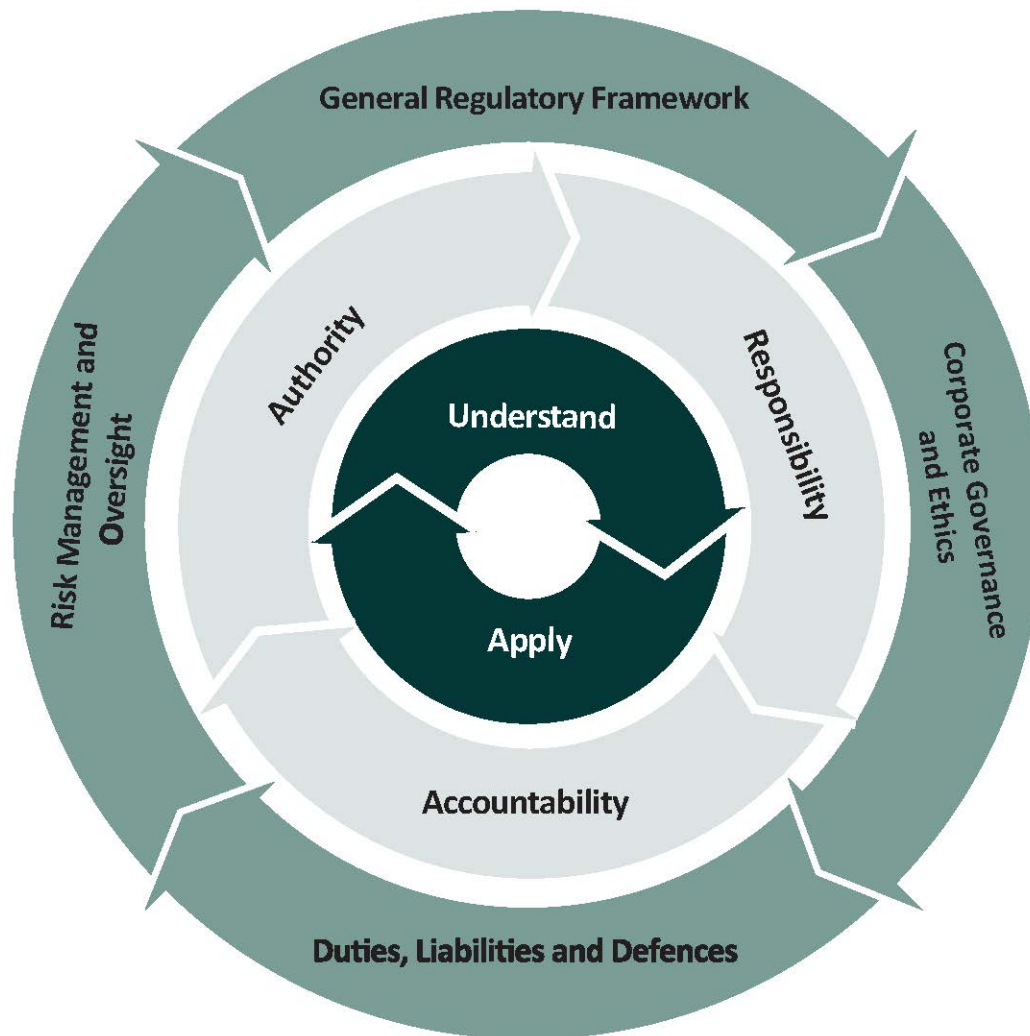 General Regulatory Framework
Corporate Governance
and Ethics
Duties, Liabilities and Defences
Risk Management and
Oversight
Authority
Responsibility
Accountability
Understand
Apply